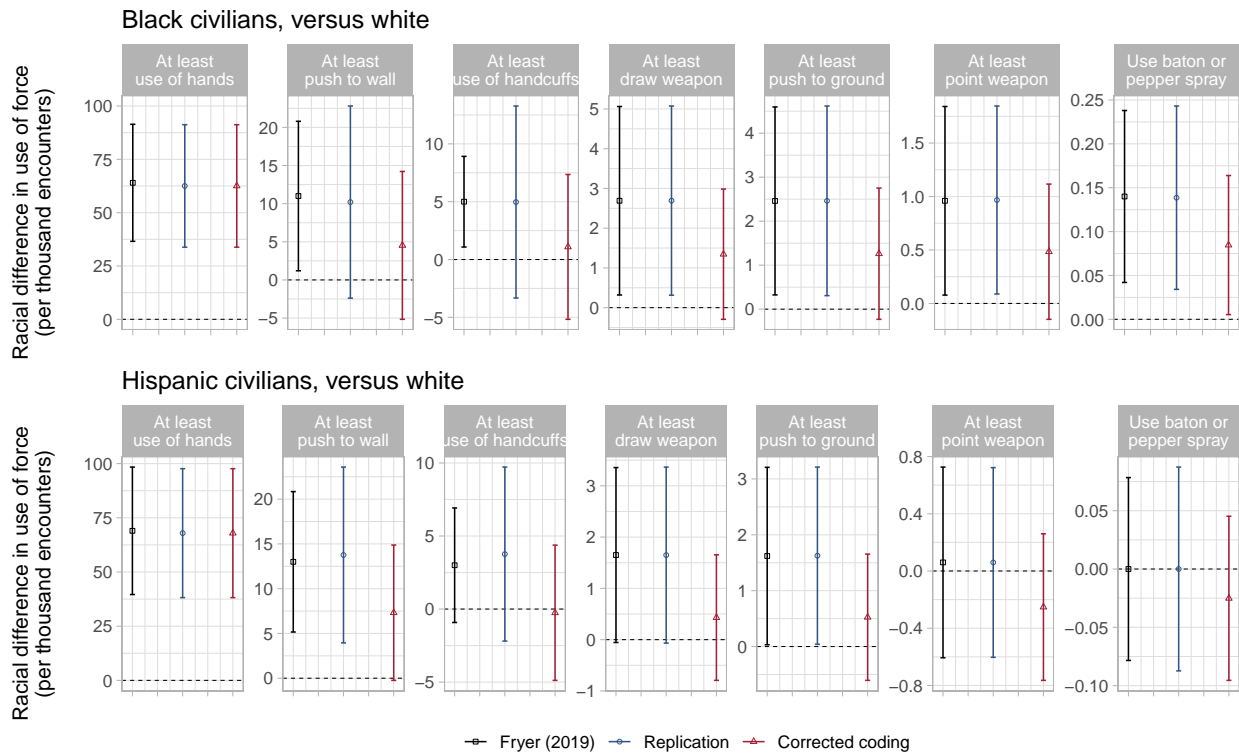 Black civilians, versus white
At least
use of hands
At least
push to wall
At least
use of handcuffs
At least
draw weapon
At least
push to ground
At least
point weapon
Use baton or
pepper spray
Racial difference in use of force
(per thousand encounters)
100
75
50
25
0
20
15
10
5
0
−5
10
5
0
−5
5
4
3
2
1
0
4
3
2
1
0
1.5
1.0
0.5
0.0
0.25
0.20
0.15
0.10
0.05
0.00
Hispanic civilians, versus white
At least
use of hands
At least
push to wall
At least
use of handcuffs
At least
draw weapon
At least
push to ground
At least
point weapon
Use baton or
pepper spray
Racial difference in use of force
(per thousand encounters)
100
75
50
25
0
20
15
10
5
0
10
5
0
−5
3
2
1
0
−1
3
2
1
0
0.8
0.4
0.0
−0.4
−0.8
0.05
0.00
−0.05
−0.10
Fryer (2019) Replication Corrected coding